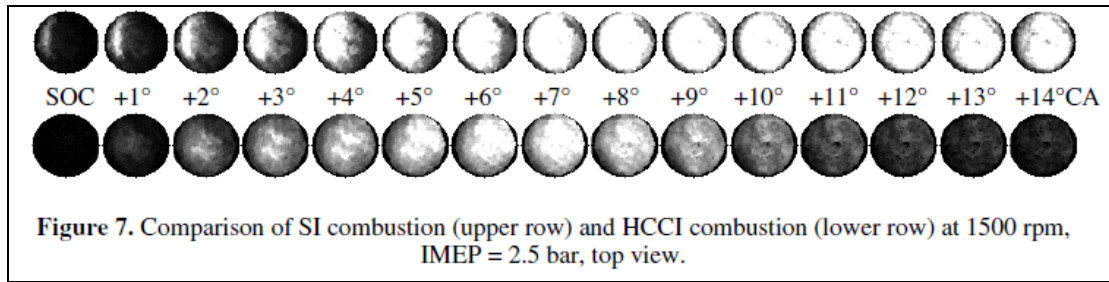 SOC +1° +2° +3° +4° +5° +6° +7° +8° +9° +10° +11° +12° +13° +14°CA
Figure 7. Comparison of SI combustion (upper row) and HCCI combustion (lower row) at 1500 rpm,
IMEP = 2.5 bar, top view.